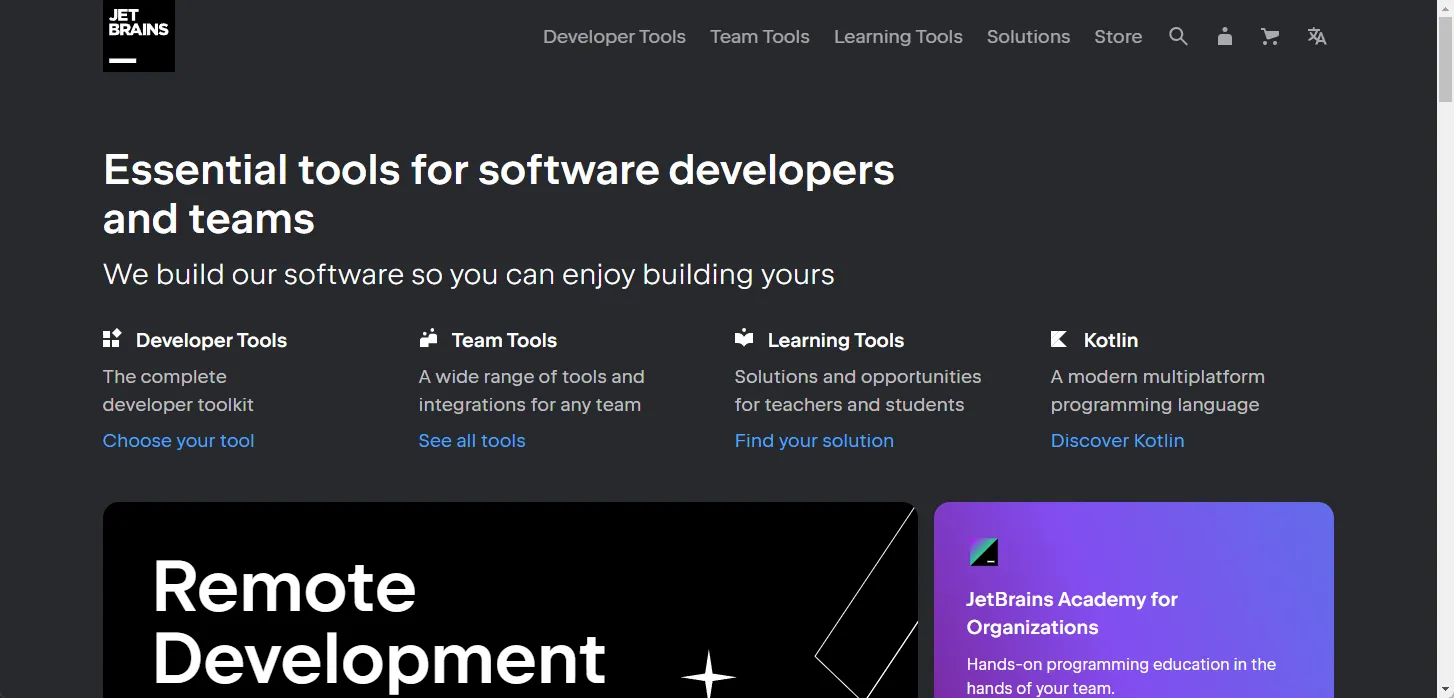 JET
BRAINS
Developer Tools Team Tools Learning Tools Solutions Store
Essential tools for software developers
and teams
We build our software so you can enjoy building yours
Developer Tools
The complete
developer toolkit
Choose your tool
Team Tools
A wide range of tools and
integrations for any team
See all tools
Learning Tools
Solutions and opportunities
for teachers and students
Find your solution
Kotlin
A modern multiplatform
programming language
Discover Kotlin
Remote
Development
JetBrains Academy for
Organizations
Hands-on programming education in the
hands of your team.